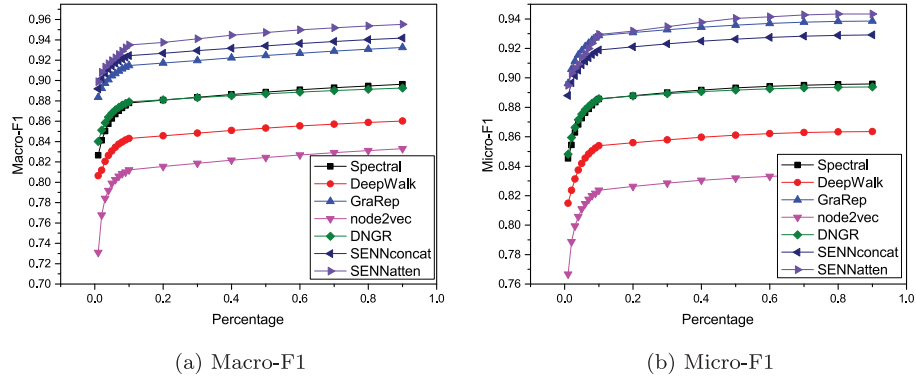 0.96
0.94
0.92
0.90
0.88
0.86
0.84
0.82
0.80
0.78
0.76
0.74
0.72
0.70
Macro-F1
Spectral
DeepWalk
GraRep
node2vec
DNGR
SENNconcat
SENNatten
0.0 0.2 0.4 0.6 0.8 1.0
Percentage
(a) Macro-F1
0.94
0.92
0.90
0.88
0.86
0.84
0.82
0.80
0.78
0.76
Micro-F1
Spectral
DeepWalk
GraRep
node2vec
DNGR
SENNconcat
SENNatten
0.0 0.2 0.4 0.6 0.8 1.0
Percentage
(b) Micro-F1